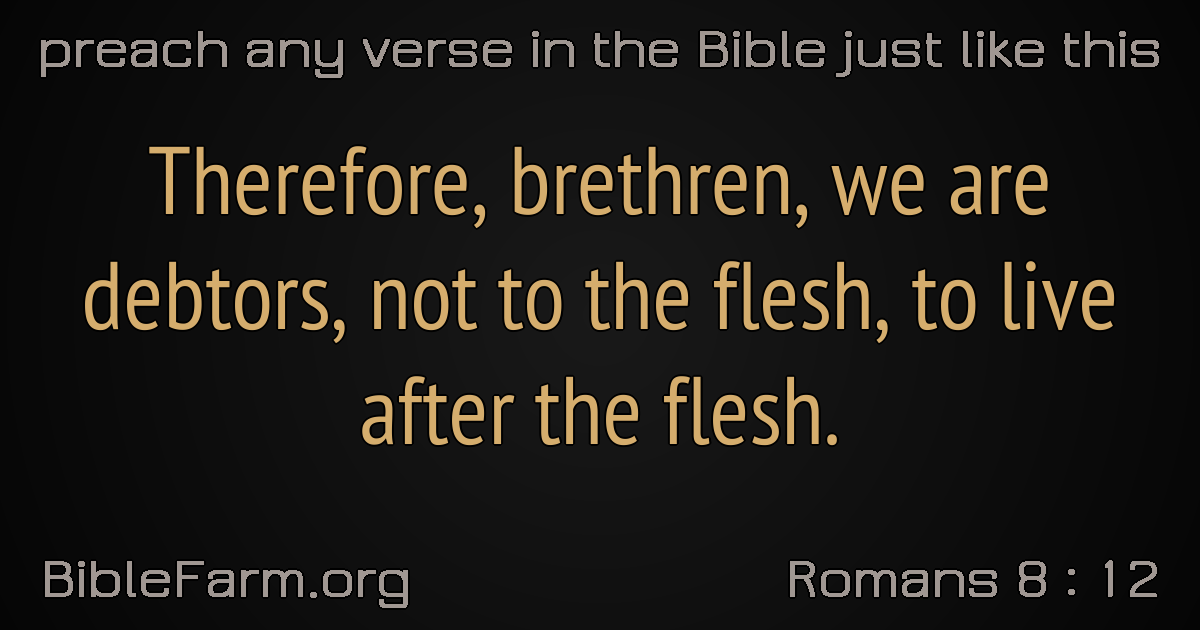 preach any verse in the Bible just like this
Therefore, brethren, we are
debtors, not to the flesh, to live
after the flesh.
BibleFarm.org
Romans 8 : 12